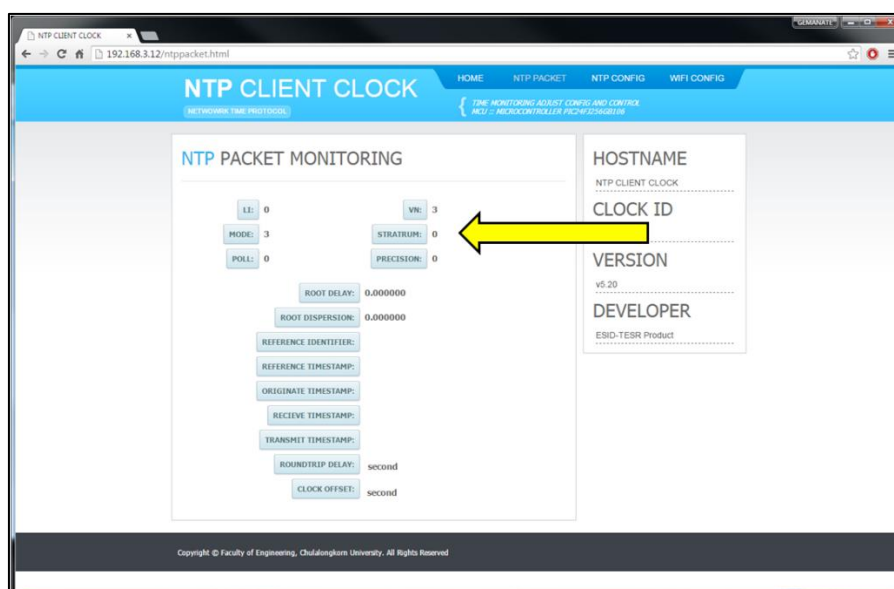 GEMANATE
NTP CLIENT CLOCK
192.168.3.12/ntppacket.html
NTP CLIENT CLOCK
NETWOWRK TIME PROTOCOL
HOME NTP PACKET NTP CONFIG WIFI CONFIG
{ TIME MONITORING ADJUST CONFIG AND CONTROL
MCU :: MICROCONTROLLER PIC24FJ256GB106
NTP PACKET MONITORING
LI: 0 VN: 3
MODE: 3 STRATRUM: 0
POLL: 0 PRECISION: 0
ROOT DELAY: 0.000000
ROOT DISPERSION: 0.000000
REFERENCE IDENTIFIER:
REFERENCE TIMESTAMP:
ORIGINATE TIMESTAMP:
RECIEVE TIMESTAMP:
TRANSMIT TIMESTAMP:
ROUNDTRIP DELAY: second
CLOCK OFFSET: second
HOSTNAME
NTP CLIENT CLOCK
CLOCK ID
VERSION
v5.20
DEVELOPER
ESID-TESR Product
Copyright © Faculty of Engineering, Chulalongkorn University. All Rights Reserved